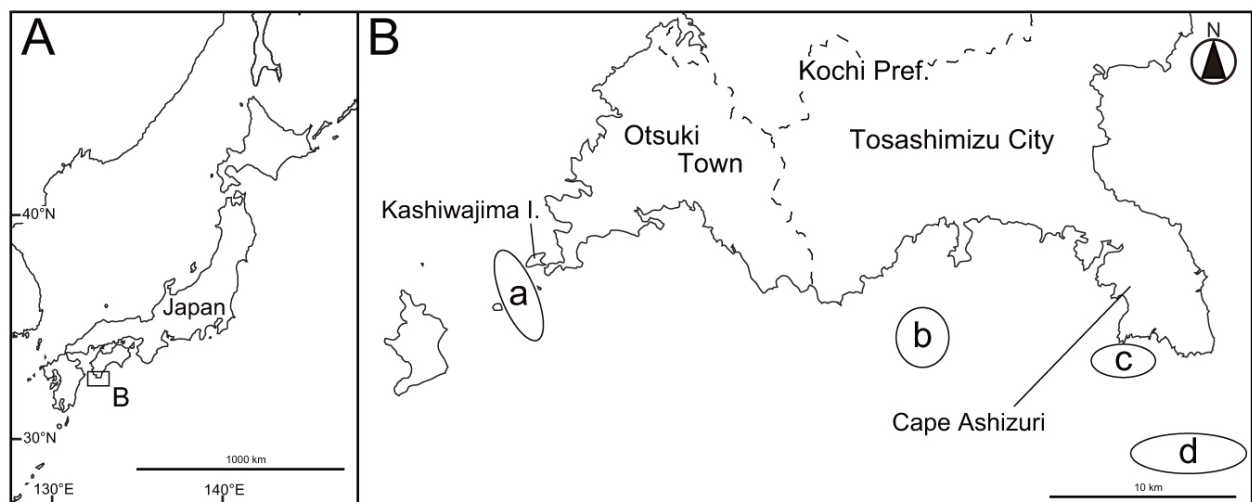 A
40°N
Japan
B
30°N
1000 km
130°E
140°E
B
N
Kochi Pref.
Otsuki
Town
Tosashimizu City
Kashiwajima I.
a
b
c
Cape Ashizuri
d
10 km